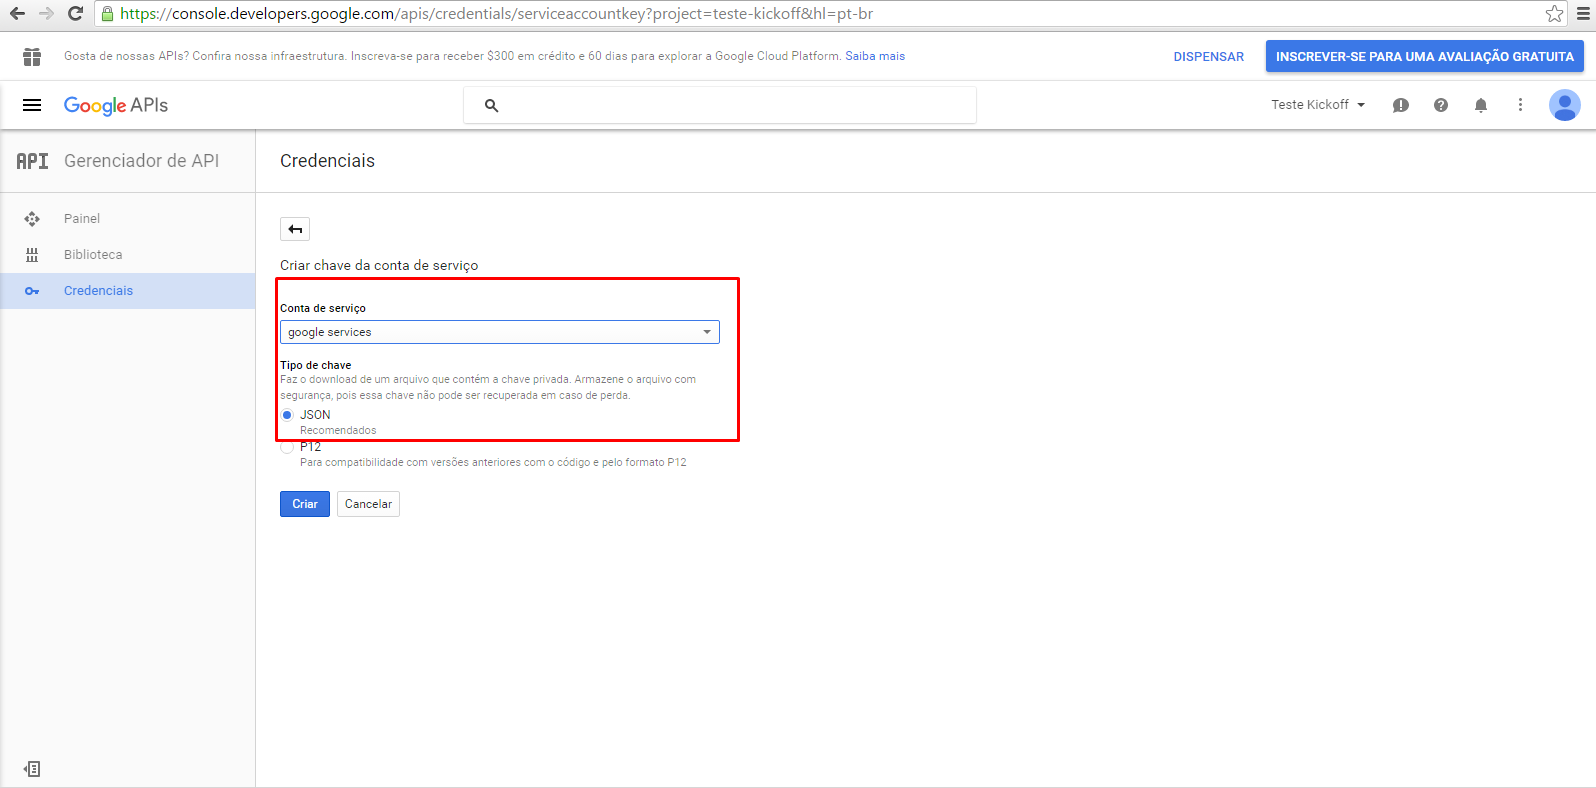 https://console.developers.google.com/apis/credentials/serviceaccountkey?project=teste-kickoff&hl=pt-br
Gosta de nossas APIs? Confira nossa infraestrutura. Inscreva-se para receber $300 em crédito e 60 dias para explorar a Google Cloud Platform. Saiba mais
DISPENSAR
INSCREVER-SE PARA UMA AVALIAÇÃO GRATUITA
Google APIs
Teste Kickoff
API Gerenciador de API
Credenciais
Painel
Biblioteca
Credenciais
Criar chave da conta de serviço
Conta de serviço
google services
Tipo de chave
Faz o download de um arquivo que contém a chave privada. Armazene o arquivo com
segurança, pois essa chave não pode ser recuperada em caso de perda.
JSON
Recomendados
P12
Para compatibilidade com versões anteriores com o código e pelo formato P12
Criar
Cancelar